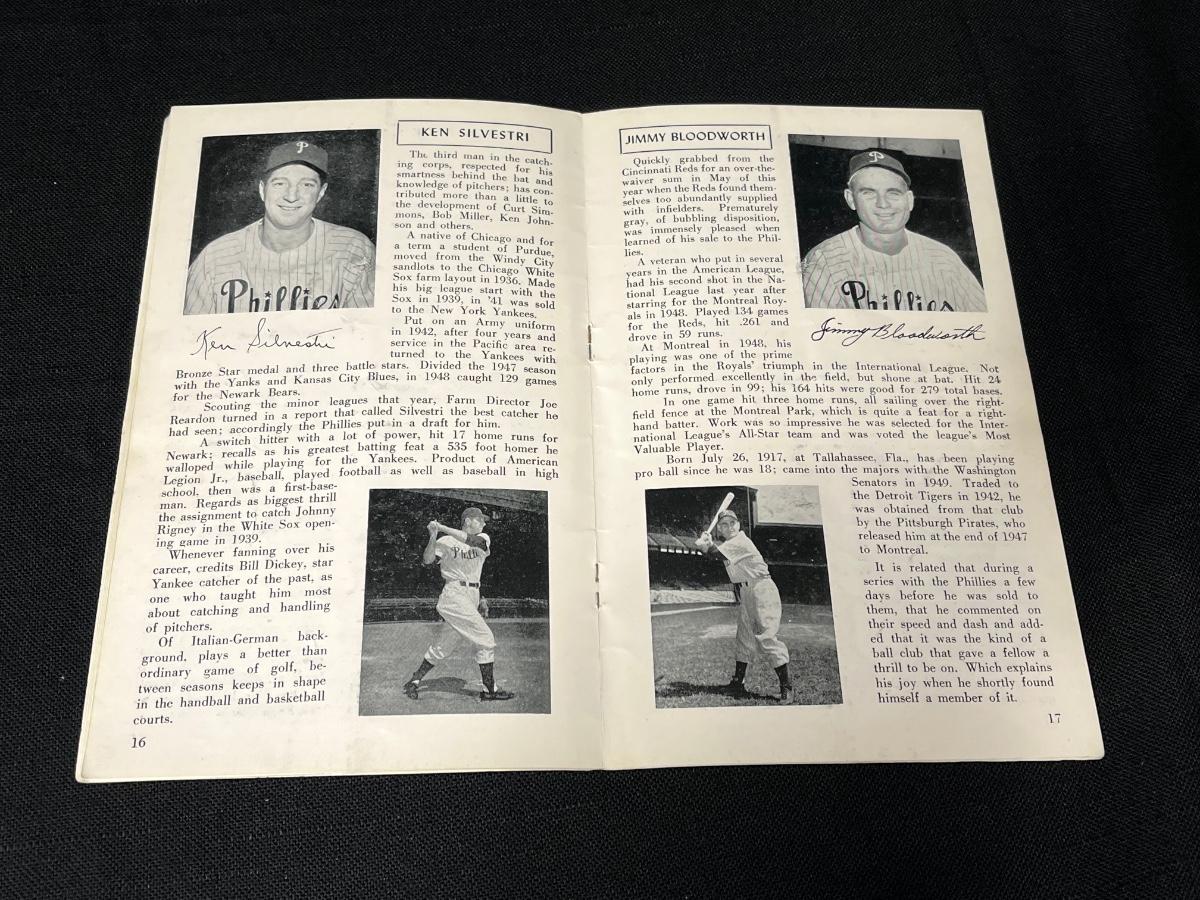 KEN SILVESTRI
The third man in the catch-
ing corps, respected for his
smartness behind the bat and
knowledge of pitchers; has con-
tributed more than a little to
the development of Curt Sim-
mons, Bob Miller, Ken John-
son and others.
A native of Chicago and for
a term a student of Purdue,
moved from the Windy City
sandlots to the Chicago White
Sox farm layout in 1936. Made
his big league start with the
Sox in 1939, in '41 was sold
to the New York Yankees.
Put on an Army uniform
in 1942, after four years and
service in the Pacific area re-
turned to the Yankees with
Bronze Star medal and three battle stars. Divided the 1947 season
with the Yanks and Kansas City Blues, in 1948 caught 129 games
for the Newark Bears.
Scouting the minor leagues that year, Farm Director Joe
Reardon turned in a report that called Silvestri the best catcher he
had seen; accordingly the Phillies put in a draft for him.
A switch hitter with a lot of power, hit 17 home runs for
Newark; recalls as his greatest batting feat a 535 foot homer he
walloped while playing for the Yankees. Product of American
Legion Jr., baseball, played football as well as baseball in high
school, then was a first-base-
man. Regards as biggest thrill
the assignment to catch Johnny
Rigney in the White Sox open-
ing game in 1939.
Whenever fanning over his
career, credits Bill Dickey, star
Yankee catcher of the past, as
one who taught him most
about catching and handling
of pitchers.
Of Italian-German back-
ground, plays a better than
ordinary game of golf, be-
tween seasons keeps in shape
in the handball and basketball
courts.
P
Phillies
Ken Silvestri
Phillies
16
JIMMY BLOODWORTH
Quickly grabbed from the
Cincinnati Reds for an over-the-
waiver sum in May of this
year when the Reds found them-
selves too abundantly supplied
with infielders. Prematurely
gray, of bubbling disposition,
was immensely pleased when
learned of his sale to the Phil-
lies.
A veteran who put in several
years in the American League,
had his second shot in the Na-
tional League last year after
starring for the Montreal Roy-
als in 1948. Played 134 games
for the Reds, hit .261 and
drove in 59 runs.
At Montreal in 1948, his
playing was one of the prime
factors in the Royals' triumph in the International League. Not
only performed excellently in the field, but shone at bat. Hit 24
home runs, drove in 99; his 164 hits were good for 279 total bases.
In one game hit three home runs, all sailing over the right-
field fence at the Montreal Park, which is quite a feat for a right-
hand batter. Work was so impressive he was selected for the Inter-
national League's All-Star team and was voted the league's Most
Valuable Player.
Born July 26, 1917, at Tallahassee, Fla., has been playing
pro ball since he was 18; came into the majors with the Washington
Senators in 1949. Traded to
the Detroit Tigers in 1942, he
was obtained from that club
by the Pittsburgh Pirates, who
released him at the end of 1947
to Montreal.
It is related that during a
series with the Phillies a few
days before he was sold to
them, that he commented on
their speed and dash and add-
ed that it was the kind of a
ball club that gave a fellow a
thrill to be on. Which explains
his joy when he shortly found
himself a member of it.
P
Phillies
Jimmy Bloodworth
17